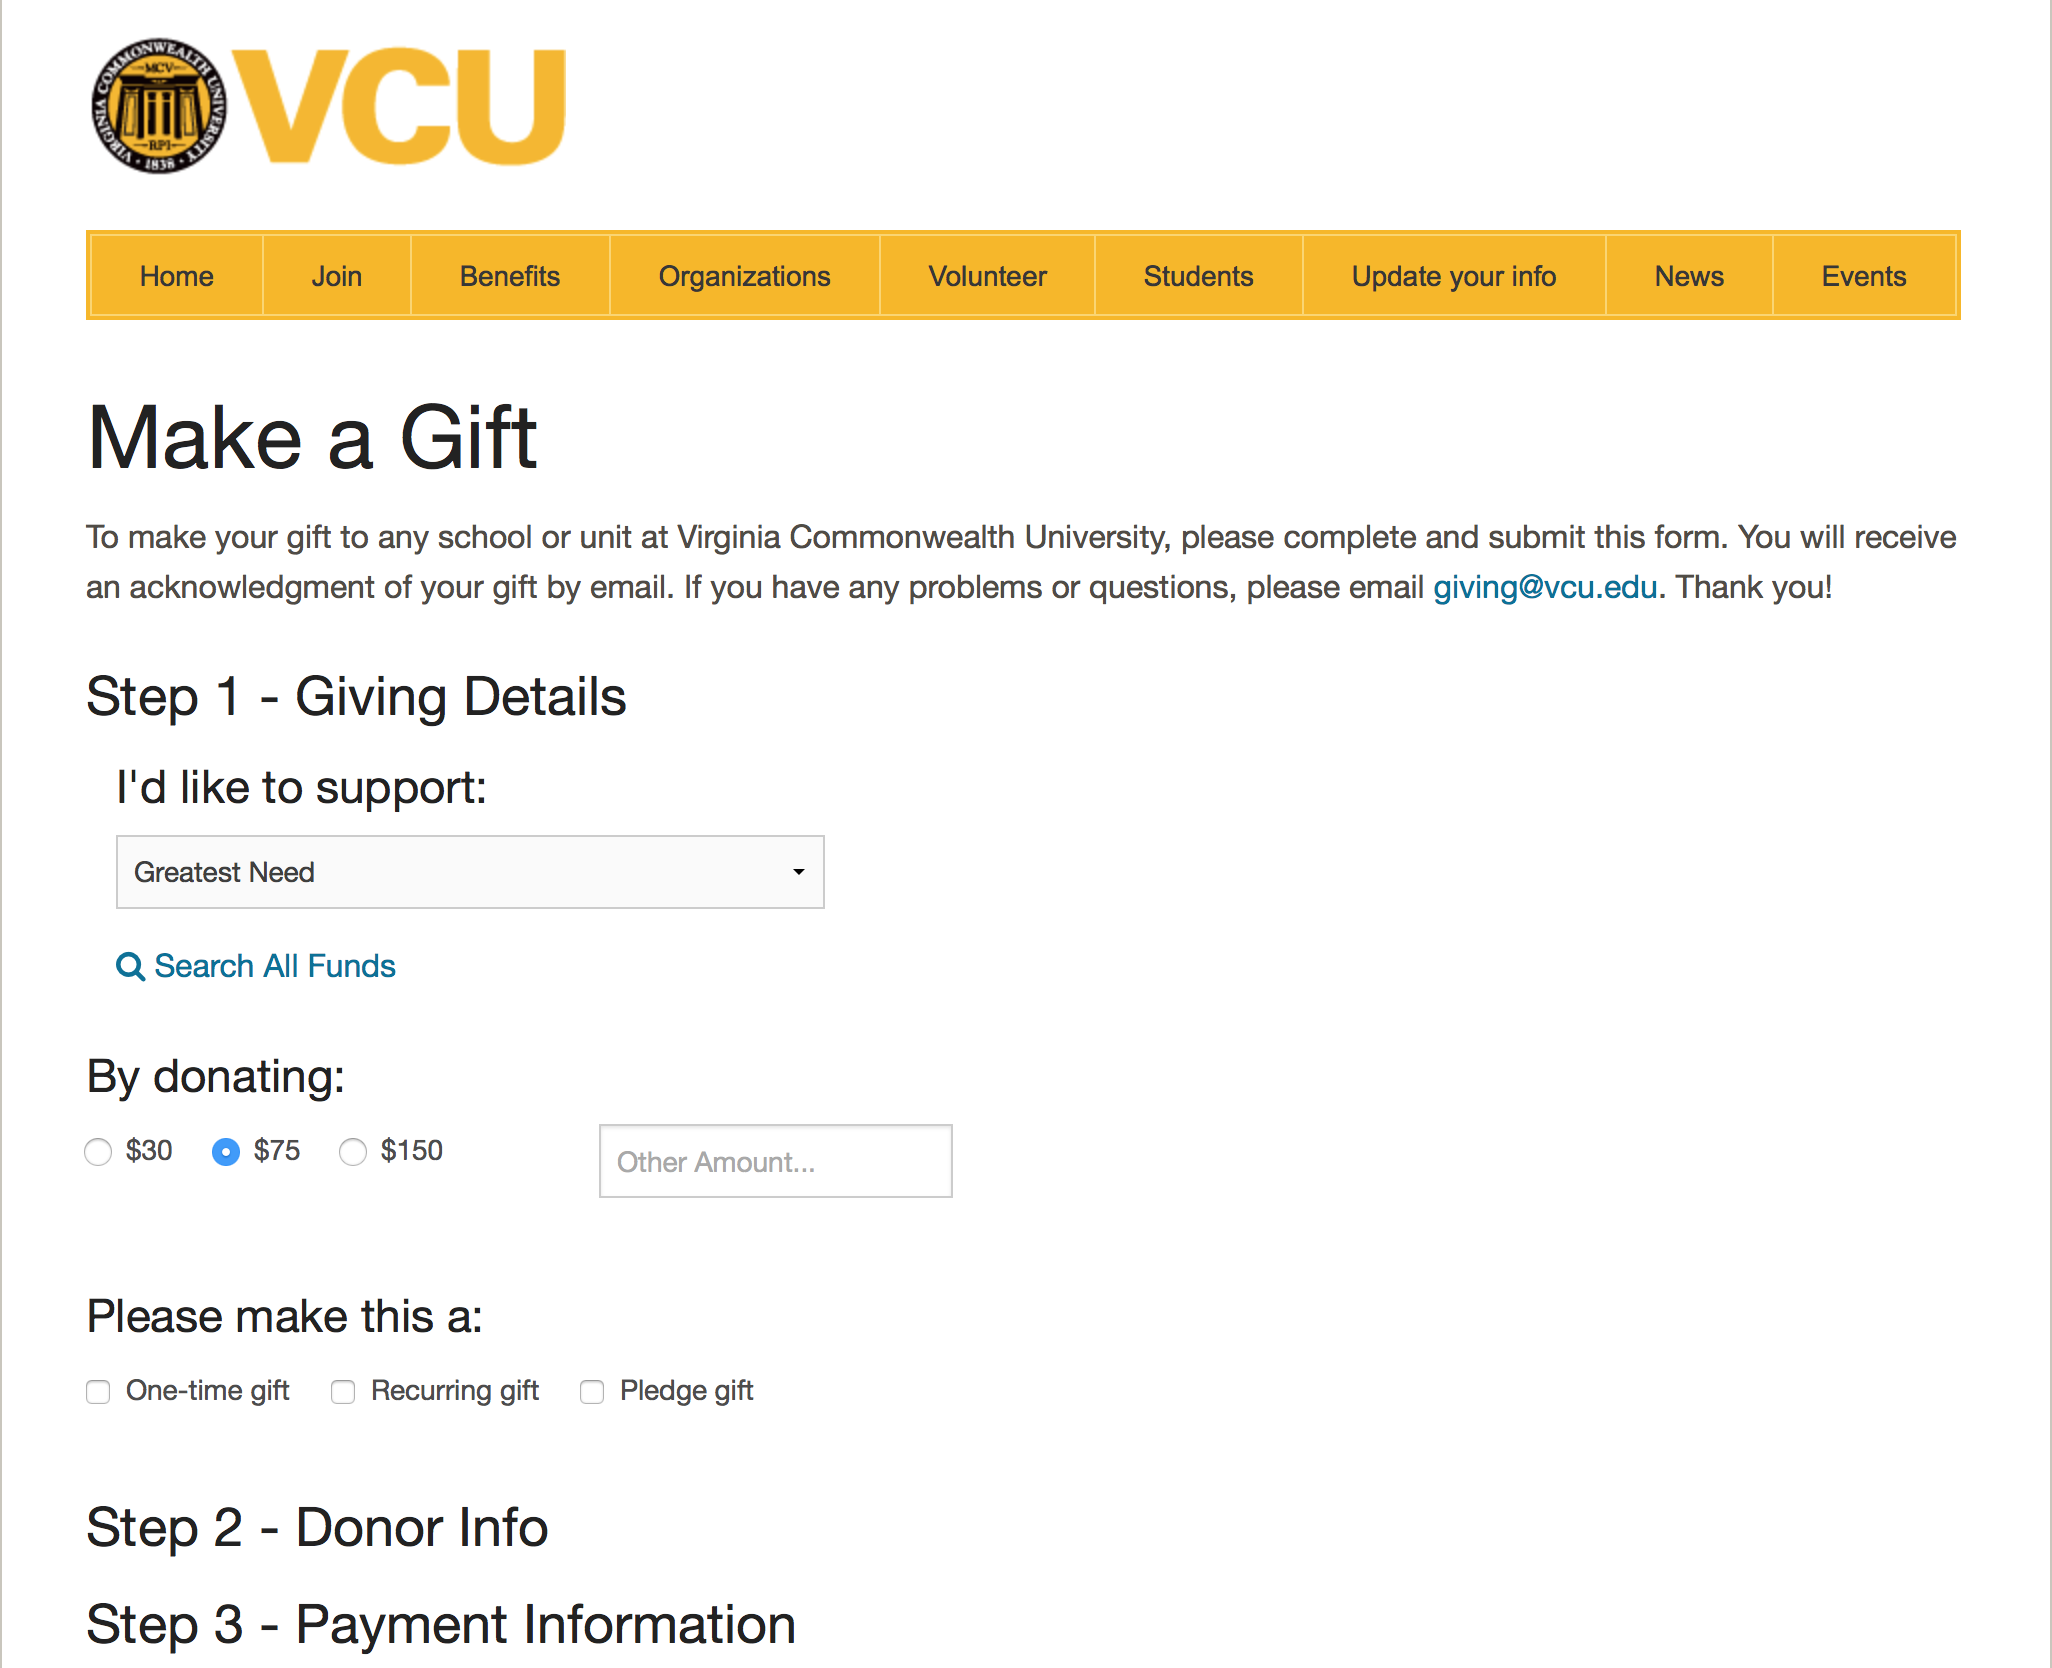 VIRGINIA COMMONWEALTH UNIVERSITY
MCV
RPI
1838
VCU
Home Join Benefits Organizations Volunteer Students Update your info News Events
Make a Gift
To make your gift to any school or unit at Virginia Commonwealth University, please complete and submit this form. You will receive
an acknowledgment of your gift by email. If you have any problems or questions, please email giving@vcu.edu. Thank you!
Step 1 - Giving Details
I'd like to support:
Greatest Need
Search All Funds
By donating:
$30 $75 $150 Other Amount...
Please make this a:
One-time gift Recurring gift Pledge gift
Step 2 - Donor Info
Step 3 - Payment Information